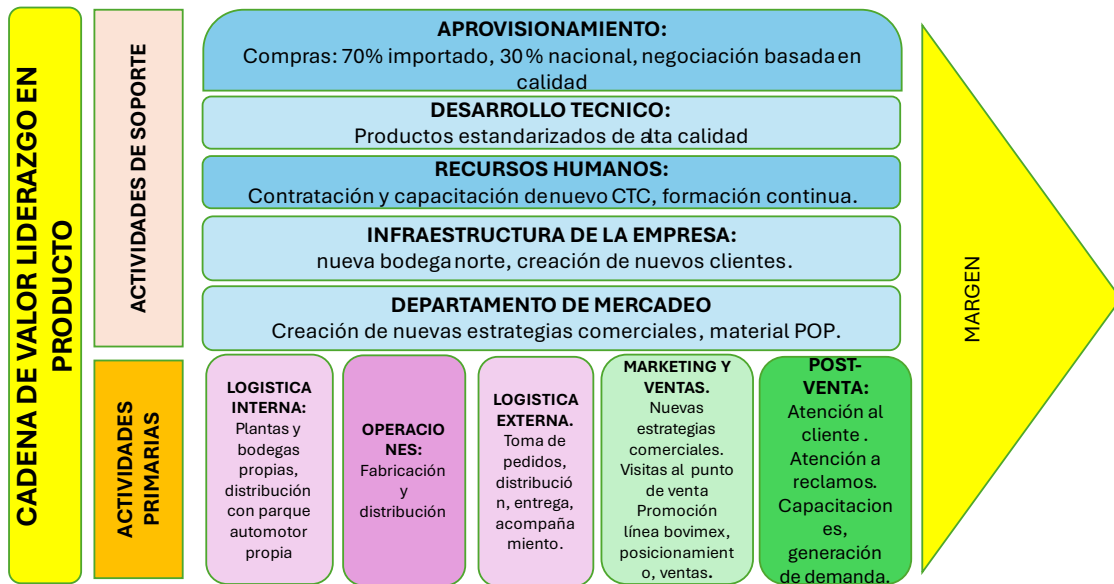 CADENA DE VALOR LIDERAZGO EN
PRODUCTO
ACTIVIDADES DE SOPORTE
APROVISIONAMIENTO:
Compras: 70% importado, 30% nacional, negociación basada en
calidad
DESARROLLO TECNICO:
Productos estandarizados de alta calidad
RECURSOS HUMANOS:
Contratación y capacitación denuevo CTC, formación continua.
INFRAESTRUCTURA DE LA EMPRESA:
nueva bodega norte, creación de nuevos clientes.
DEPARTAMENTO DE MERCADEO
Creación de nuevas estrategias comerciales, material POP.
ACTIVIDADES
PRIMARIAS
LOGISTICA
INTERNA:
Plantas y
bodegas
propias,
distribución
con parque
automotor
propia
OPERACIO
NES:
Fabricación
y
distribución
LOGISTICA
EXTERNA.
Toma de
pedidos,
distribució
n, entrega,
acompaña
miento.
MARKETING Y
VENTAS.
Nuevas
estrategias
comerciales.
Visitas al punto
de venta
Promoción
línea bovimex,
posicionamient
o, ventas.
POST-
VENTA:
Atención al
cliente .
Atención a
reclamos.
Capacitacion
es,
generación
de demanda.
MARGEN